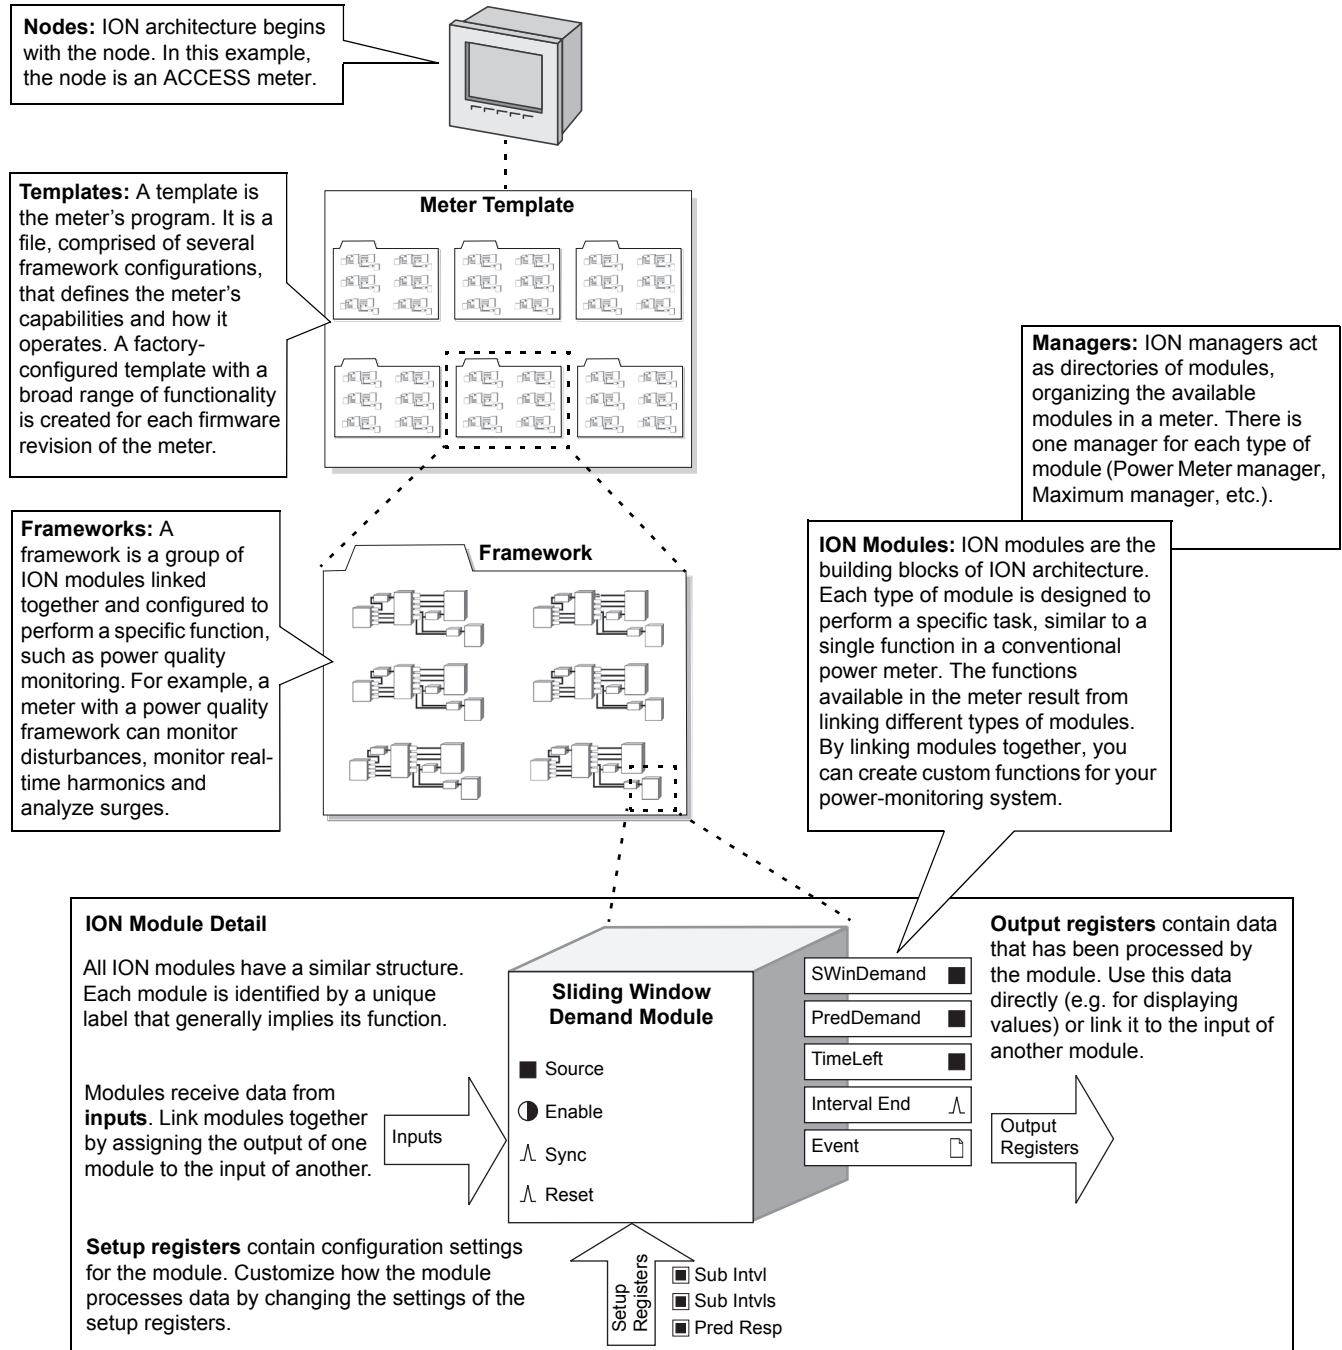 Nodes: ION architecture begins
with the node. In this example,
the node is an ACCESS meter.
Templates: A template is
the meter's program. It is a
file, comprised of several
framework configurations,
that defines the meter's
capabilities and how it
operates. A factory-
configured template with a
broad range of functionality
is created for each firmware
revision of the meter.
Meter Template
Managers: ION managers act
as directories of modules,
organizing the available
modules in a meter. There is
one manager for each type of
module (Power Meter manager,
Maximum manager, etc.).
Frameworks: A
framework is a group of
ION modules linked
together and configured to
perform a specific function,
such as power quality
monitoring. For example, a
meter with a power quality
framework can monitor
disturbances, monitor real-
time harmonics and
analyze surges.
Framework
ION Modules: ION modules are the
building blocks of ION architecture.
Each type of module is designed to
perform a specific task, similar to a
single function in a conventional
power meter. The functions
available in the meter result from
linking different types of modules.
By linking modules together, you
can create custom functions for your
power-monitoring system.
ION Module Detail
All ION modules have a similar structure.
Each module is identified by a unique
label that generally implies its function.
Modules receive data from
inputs. Link modules together
by assigning the output of one
module to the input of another.
Inputs
Setup registers contain configuration settings
for the module. Customize how the module
processes data by changing the settings of the
setup registers.
Sliding Window
Demand Module
Source
Enable
Sync
Reset
SWinDemand
PredDemand
TimeLeft
Interval End
Event
Output registers contain data
that has been processed by
the module. Use this data
directly (e.g. for displaying
values) or link it to the input of
another module.
Output
Registers
Setup
Registers
Sub Intvl
Sub Intvls
Pred Resp